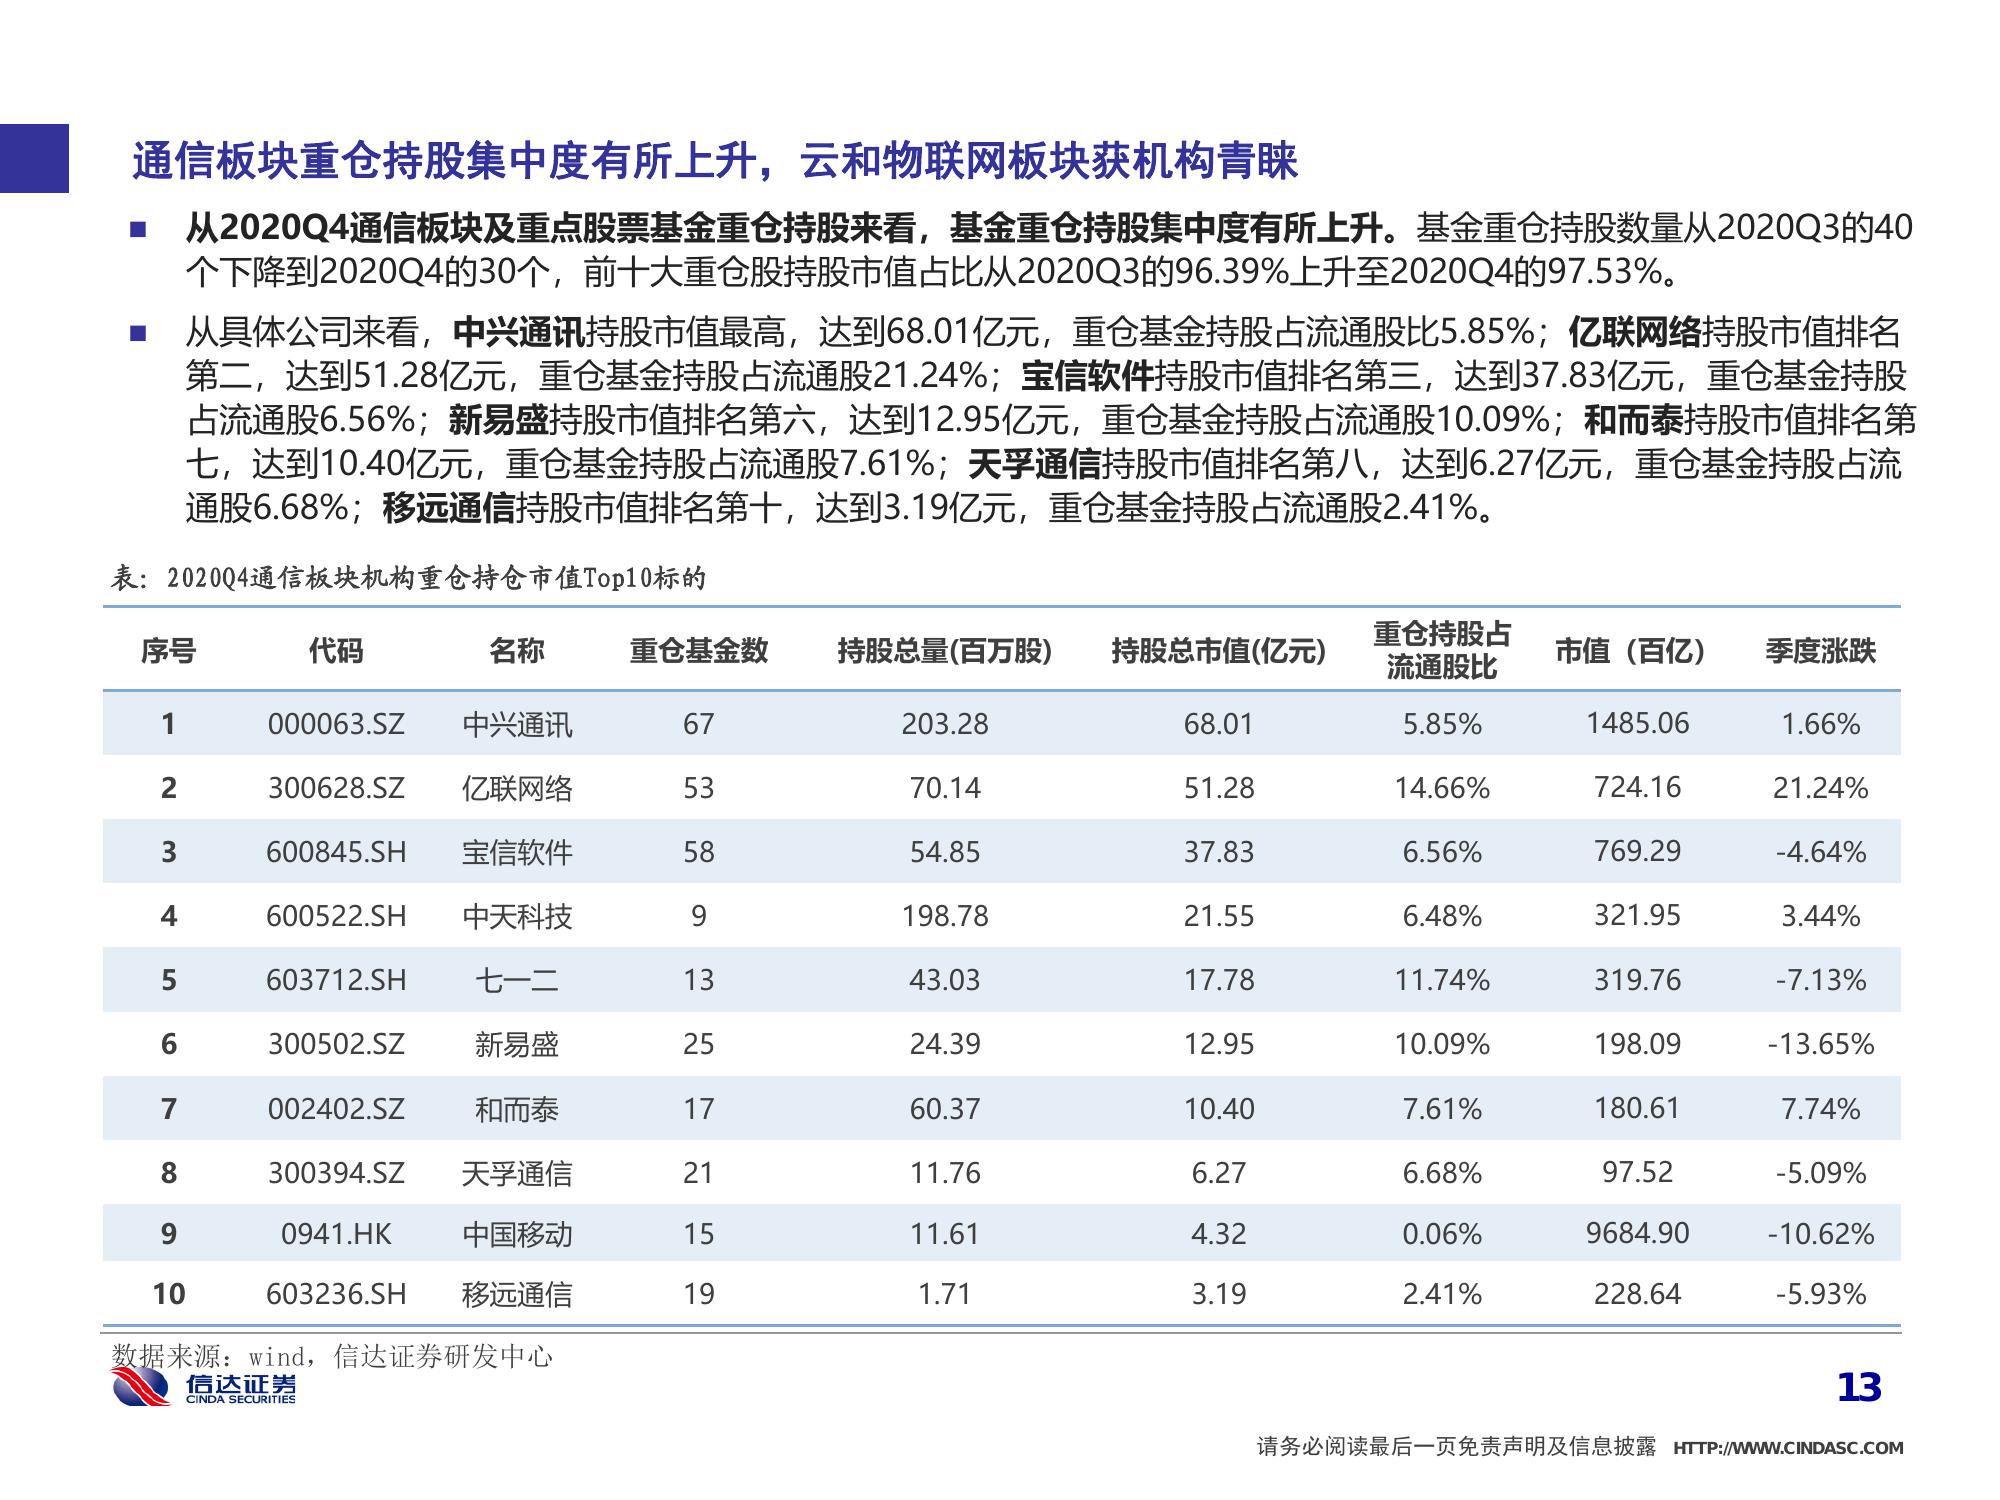 通信板块重仓持股集中度有所上升，云和物联网板块获机构青睐
■ 从2020Q4通信板块及重点股票基金重仓持股来看，基金重仓持股集中度有所上升。基金重仓持股数量从2020Q3的40
个下降到2020Q4的30个，前十大重仓股持股市值占比从2020Q3的96.39%上升至2020Q4的97.53%。
■ 从具体公司来看，中兴通讯持股市值最高，达到68.01亿元，重仓基金持股占流通股比5.85%；亿联网络持股市值排名
第二，达到51.28亿元，重仓基金持股占流通股21.24%；宝信软件持股市值排名第三，达到37.83亿元，重仓基金持股
占流通股6.56%；新易盛持股市值排名第六，达到12.95亿元，重仓基金持股占流通股10.09%；和而泰持股市值排名第
七，达到10.40亿元，重仓基金持股占流通股7.61%；天孚通信持股市值排名第八，达到6.27亿元，重仓基金持股占流
通股6.68%；移远通信持股市值排名第十，达到3.19亿元，重仓基金持股占流通股2.41%。
表：2020Q4通信板块机构重仓持仓市值Top10标的
序号 代码 名称 重仓基金数 持股总量(百万股) 持股总市值(亿元) 重仓持股占 市值（百亿） 季度涨跌
流通股比
1 000063.SZ 中兴通讯 67 203.28 68.01 5.85% 1485.06 1.66%
2 300628.SZ 亿联网络 53 70.14 51.28 14.66% 724.16 21.24%
3 600845.SH 宝信软件 58 54.85 37.83 6.56% 769.29 -4.64%
4 600522.SH 中天科技 9 198.78 21.55 6.48% 321.95 3.44%
5 603712.SH 七一二 13 43.03 17.78 11.74% 319.76 -7.13%
6 300502.SZ 新易盛 25 24.39 12.95 10.09% 198.09 -13.65%
7 002402.SZ 和而泰 17 60.37 10.40 7.61% 180.61 7.74%
8 300394.SZ 天孚通信 21 11.76 6.27 6.68% 97.52 -5.09%
9 0941.HK 中国移动 15 11.61 4.32 0.06% 9684.90 -10.62%
10 603236.SH 移远通信 19 1.71 3.19 2.41% 228.64 -5.93%
数据来源：wind，信达证券研发中心
信达证券
CINDA SECURITIES
13
请务必阅读最后一页免责声明及信息披露 HTTP://WWW.CINDASC.COM